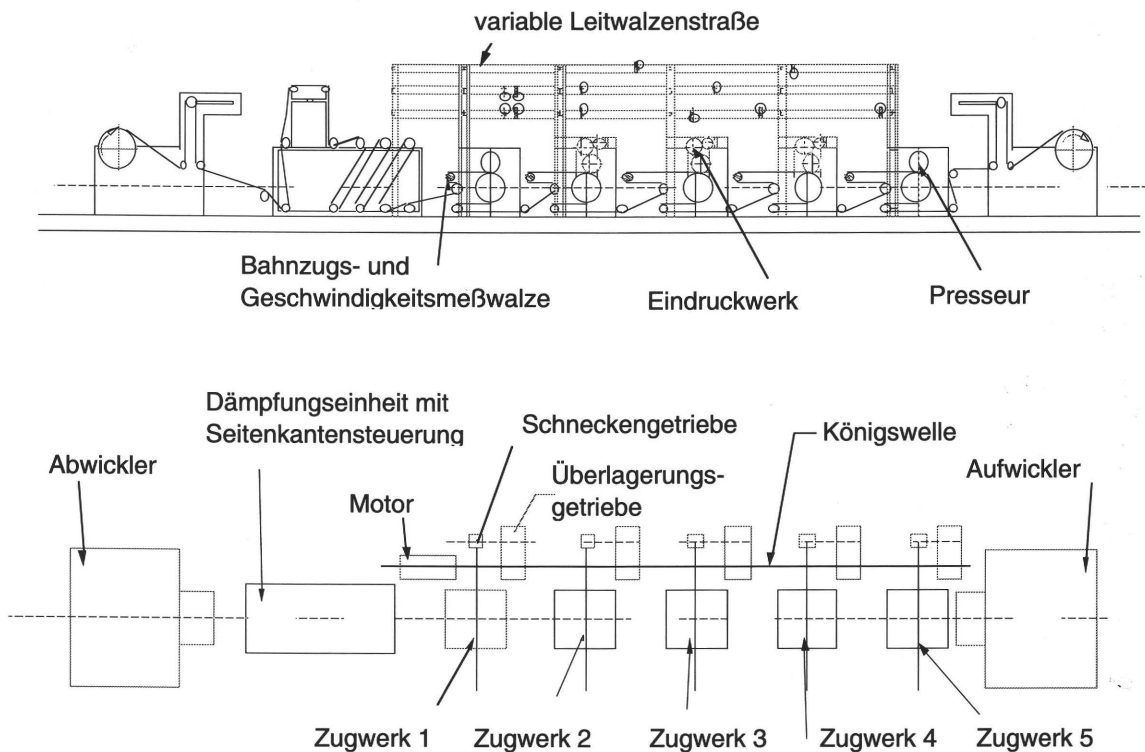 variable Leitwalzenstraße
Bahnzugs- und
Geschwindigkeitsmeßwalze
Eindruckwerk
Presseur
Dämpfungseinheit mit
Seitenkantensteuerung
Schneckengetriebe
Königswelle
Abwickler
Überlagerungs-
getriebe
Aufwickler
Motor
Zugwerk 1
Zugwerk 2
Zugwerk 3
Zugwerk 4
Zugwerk 5